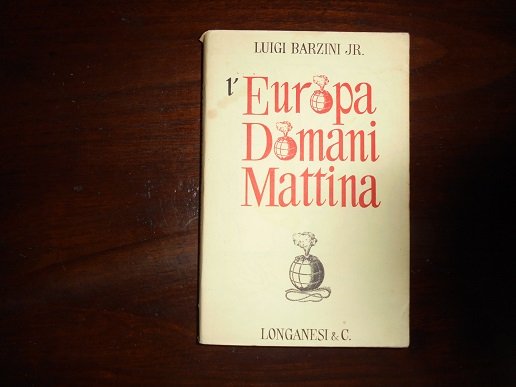 LUIGI BARZINI JR.
l'Europa
Domani
Mattina
LONGANESI & C.